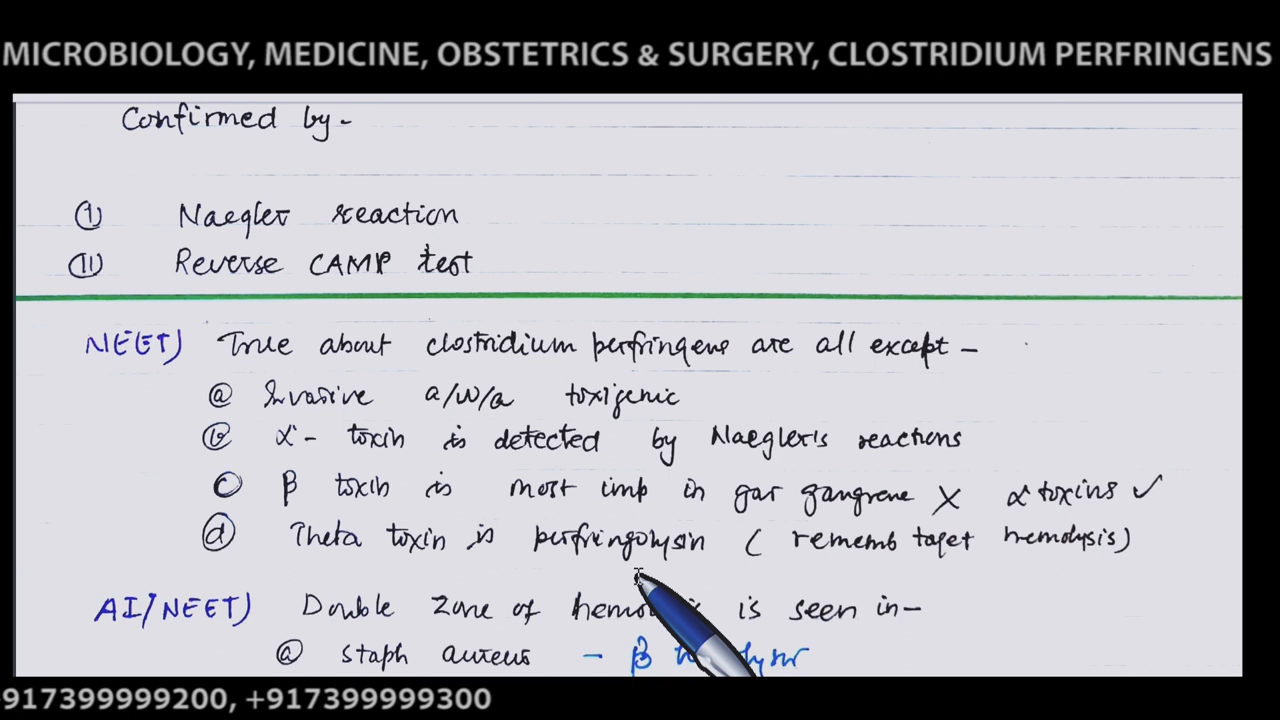 MICROBIOLOGY, MEDICINE, OBSTETRICS & SURGERY, CLOSTRIDIUM PERFRINGENS
Confirmed by-
(I) Naegler reaction
(II) Reverse CAMP test
NEET) True about clostridium perfringens are all except -
(a) Invasive a/w/a toxigenic
(b) α - toxin is detected by Naegler's reactions
(c) β toxin is most imp in gas gangrene X α toxins ✓
(d) Theta toxin is perfringolysin ( rememb taget hemolysis)
AI/NEET) Double Zone of is seen in-
(a) staph aureus - β
917399999200, +917399999300